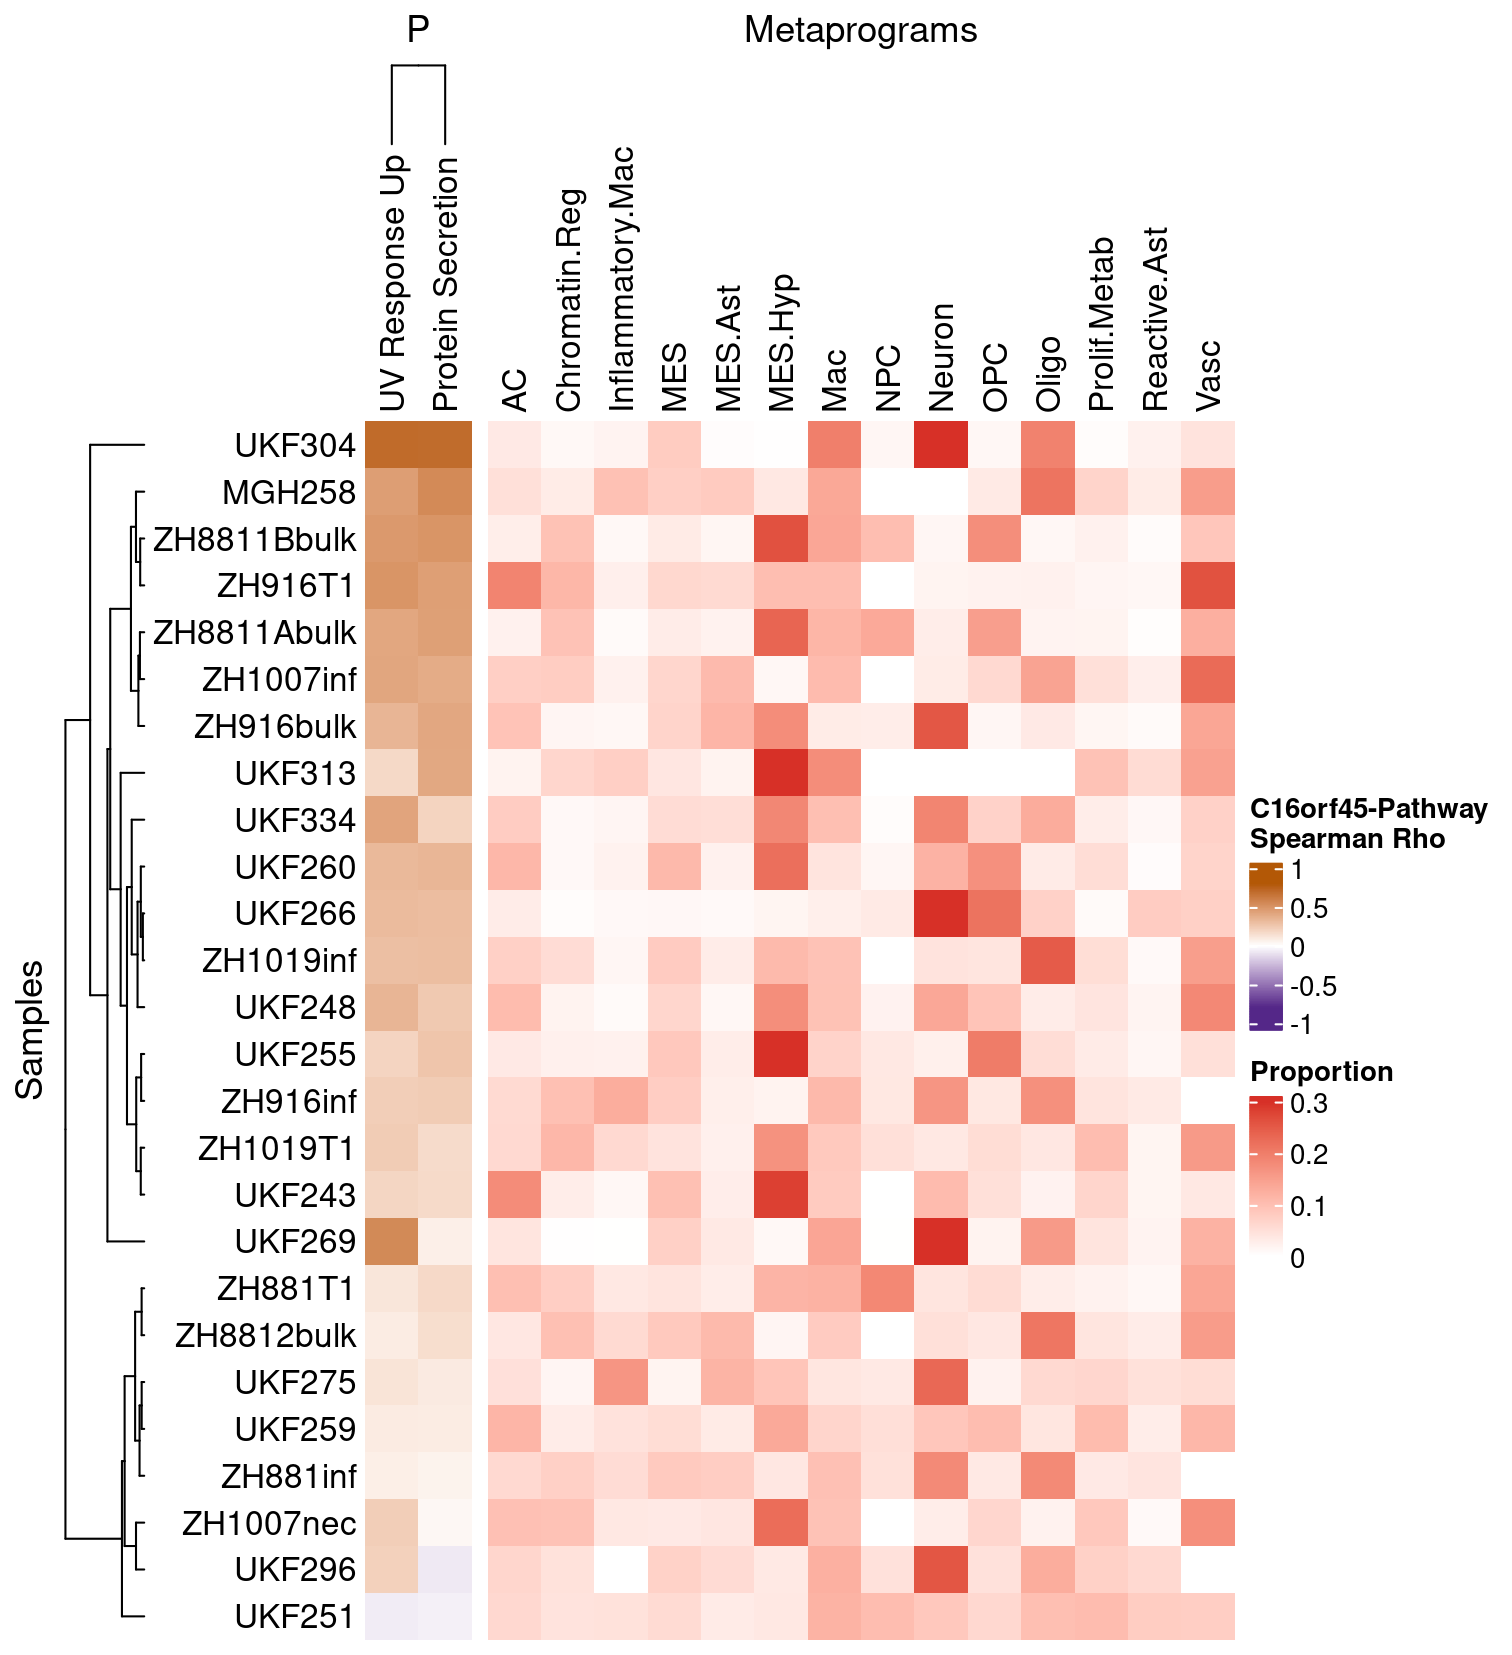 P
Metaprograms
UV Response Up
Protein Secretion
AC
Chromatin.Reg
Inflammatory.Mac
MES
MES.Ast
MES.Hyp
Mac
NPC
Neuron
OPC
Oligo
Prolif.Metab
Reactive.Ast
Vasc
Samples
UKF304
MGH258
ZH8811Bbulk
ZH916T1
ZH8811Abulk
ZH1007inf
ZH916bulk
UKF313
UKF334
UKF260
UKF266
ZH1019inf
UKF248
UKF255
ZH916inf
ZH1019T1
UKF243
UKF269
ZH881T1
ZH8812bulk
UKF275
UKF259
ZH881inf
ZH1007nec
UKF296
UKF251
C16orf45-Pathway
Spearman Rho
1
0.5
0
-0.5
-1
Proportion
0.3
0.2
0.1
0